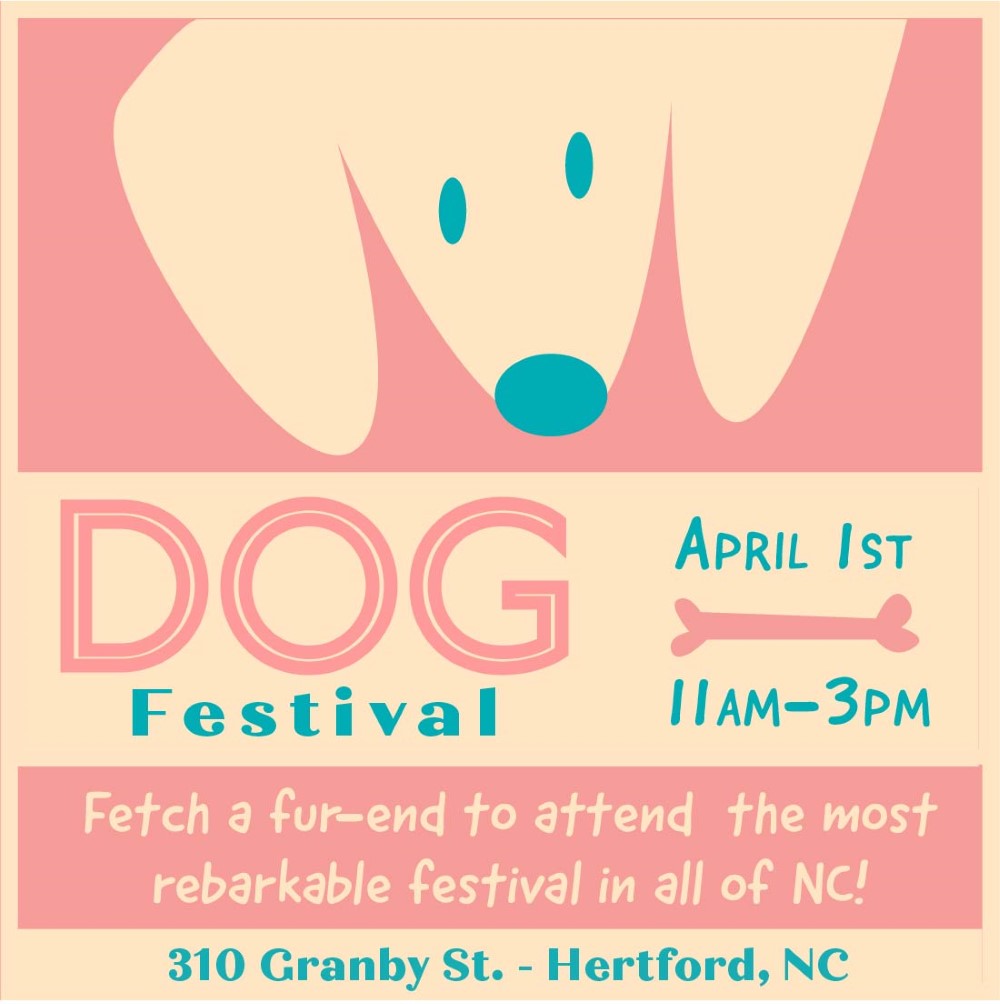 DOG
Festival
April 1st
11am-3pm
Fetch a fur-end to attend the most
rebarkable festival in all of NC!
310 Granby St. - Hertford, NC